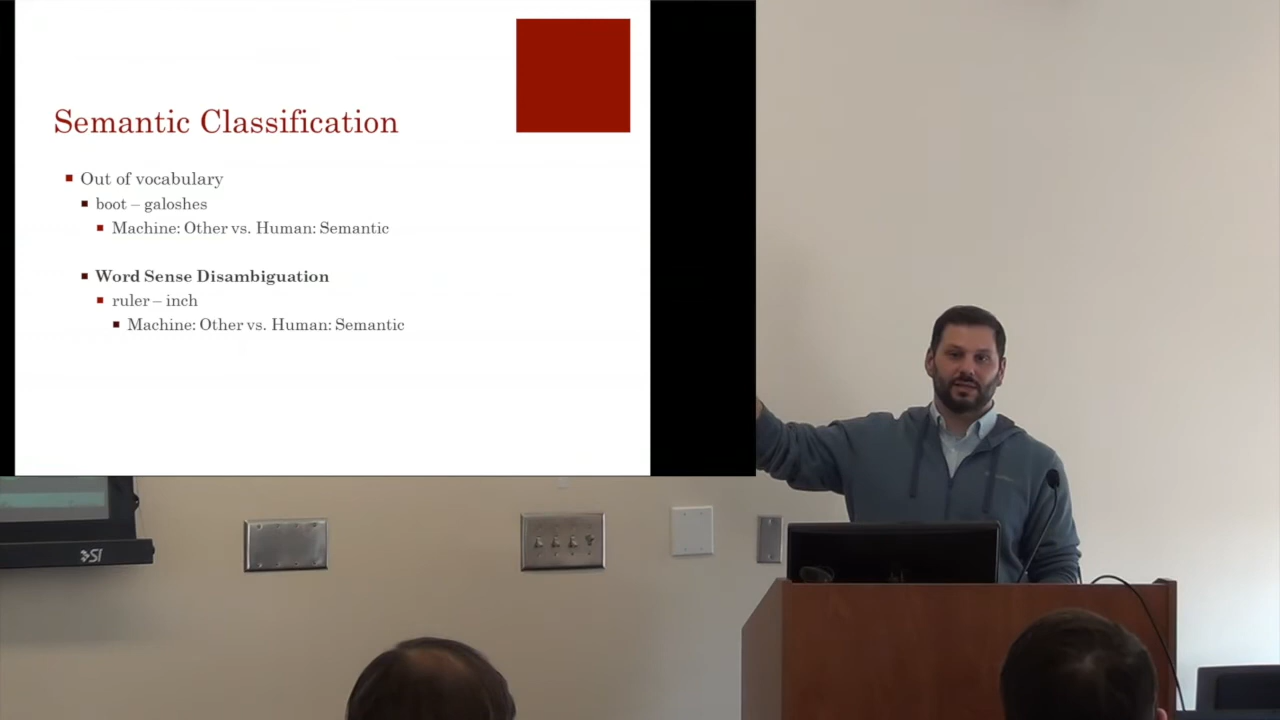 Semantic Classification
Out of vocabulary
boot – galoshes
Machine: Other vs. Human: Semantic
Word Sense Disambiguation
ruler – inch
Machine: Other vs. Human: Semantic
SI